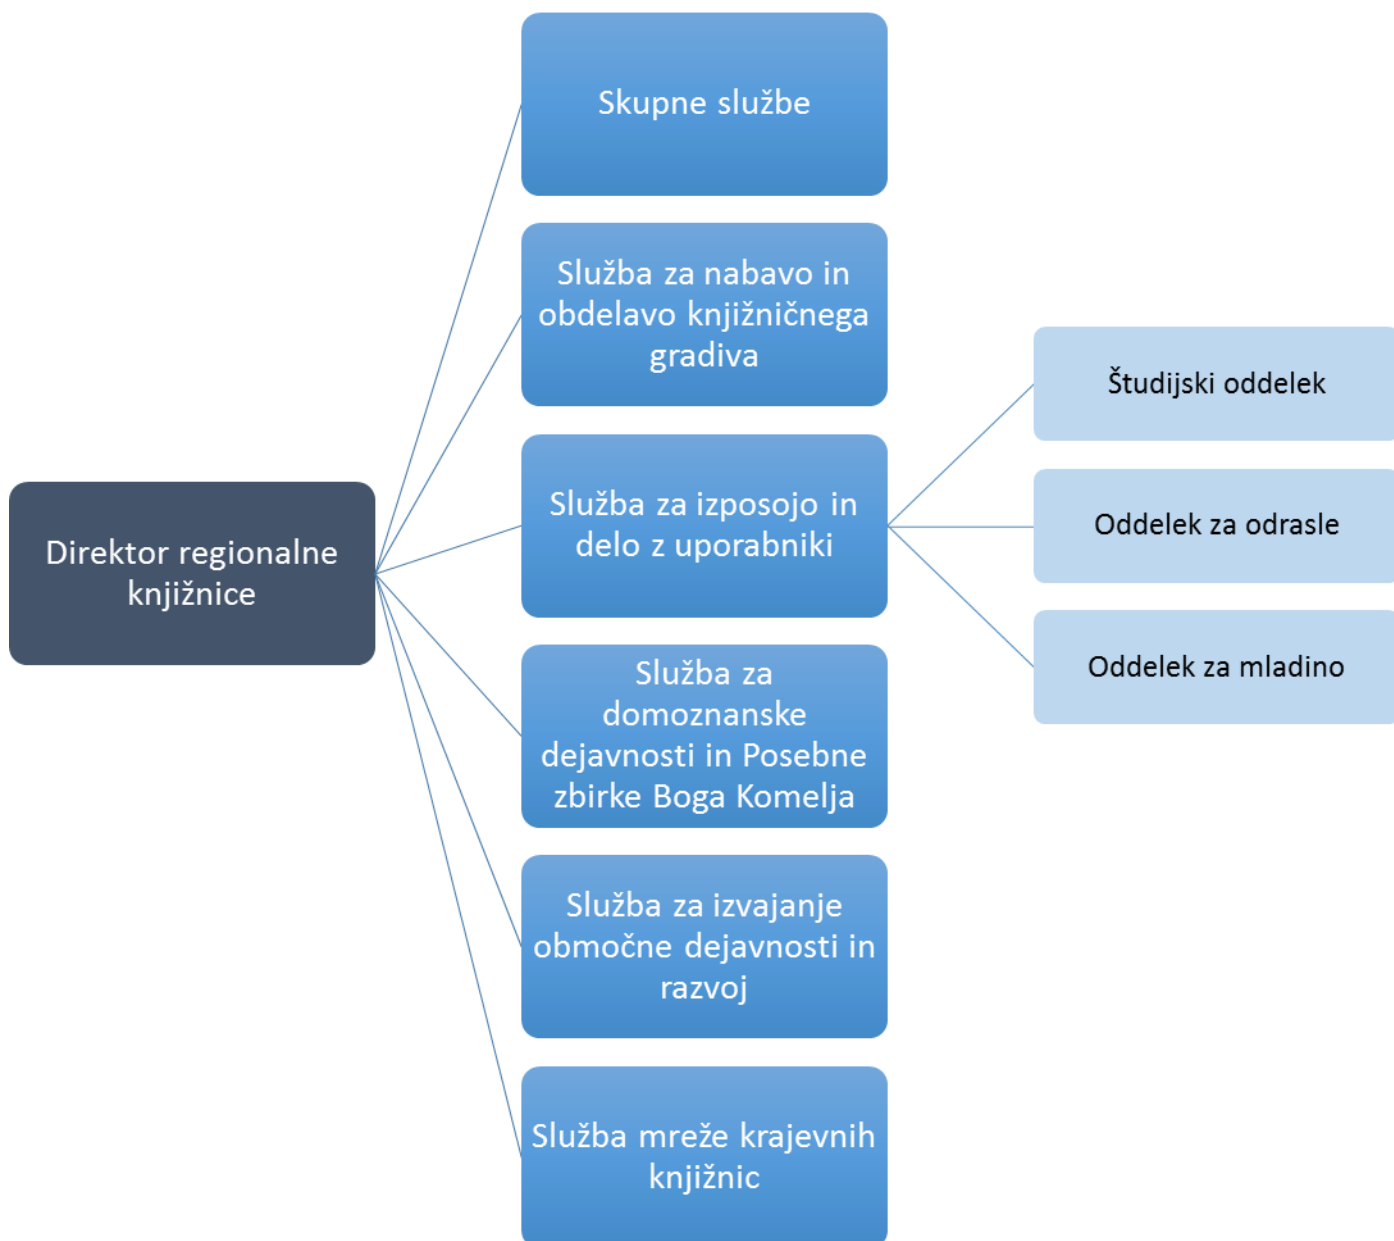 Direktor regionalne
knjižnice
Skupne službe
Služba za nabavo in
obdelavo knjižničnega
gradiva
Služba za izposojo in
delo z uporabniki
Služba za
domoznanske
dejavnosti in Posebne
zbirke Boga Komelja
Služba za izvajanje
območne dejavnosti in
razvoj
Služba mreže krajevnih
knjižnic
Študijski oddelek
Oddelek za odrasle
Oddelek za mladino